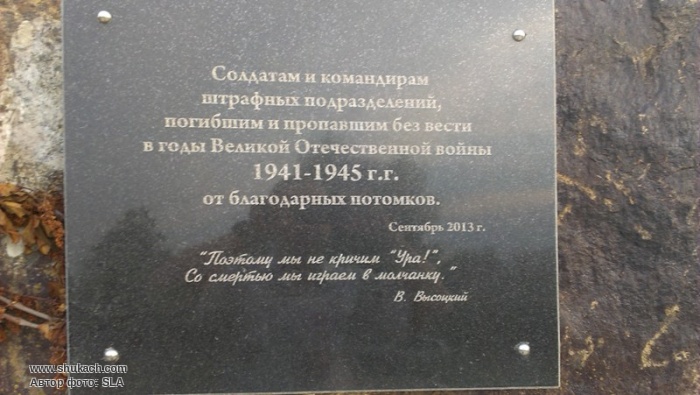 Солдатам и командирам
штрафных подразделений,
погибшим и пропавшим без вести
в годы Великой Отечественной войны
1941-1945 г.г.
от благодарных потомков.
Сентябрь 2013 г.
"Поэтому мы не кричим "Ура!",
Со смертью мы играем в молчанку."
В. Высоцкий
www.shukach.com
Автор фото: SLA